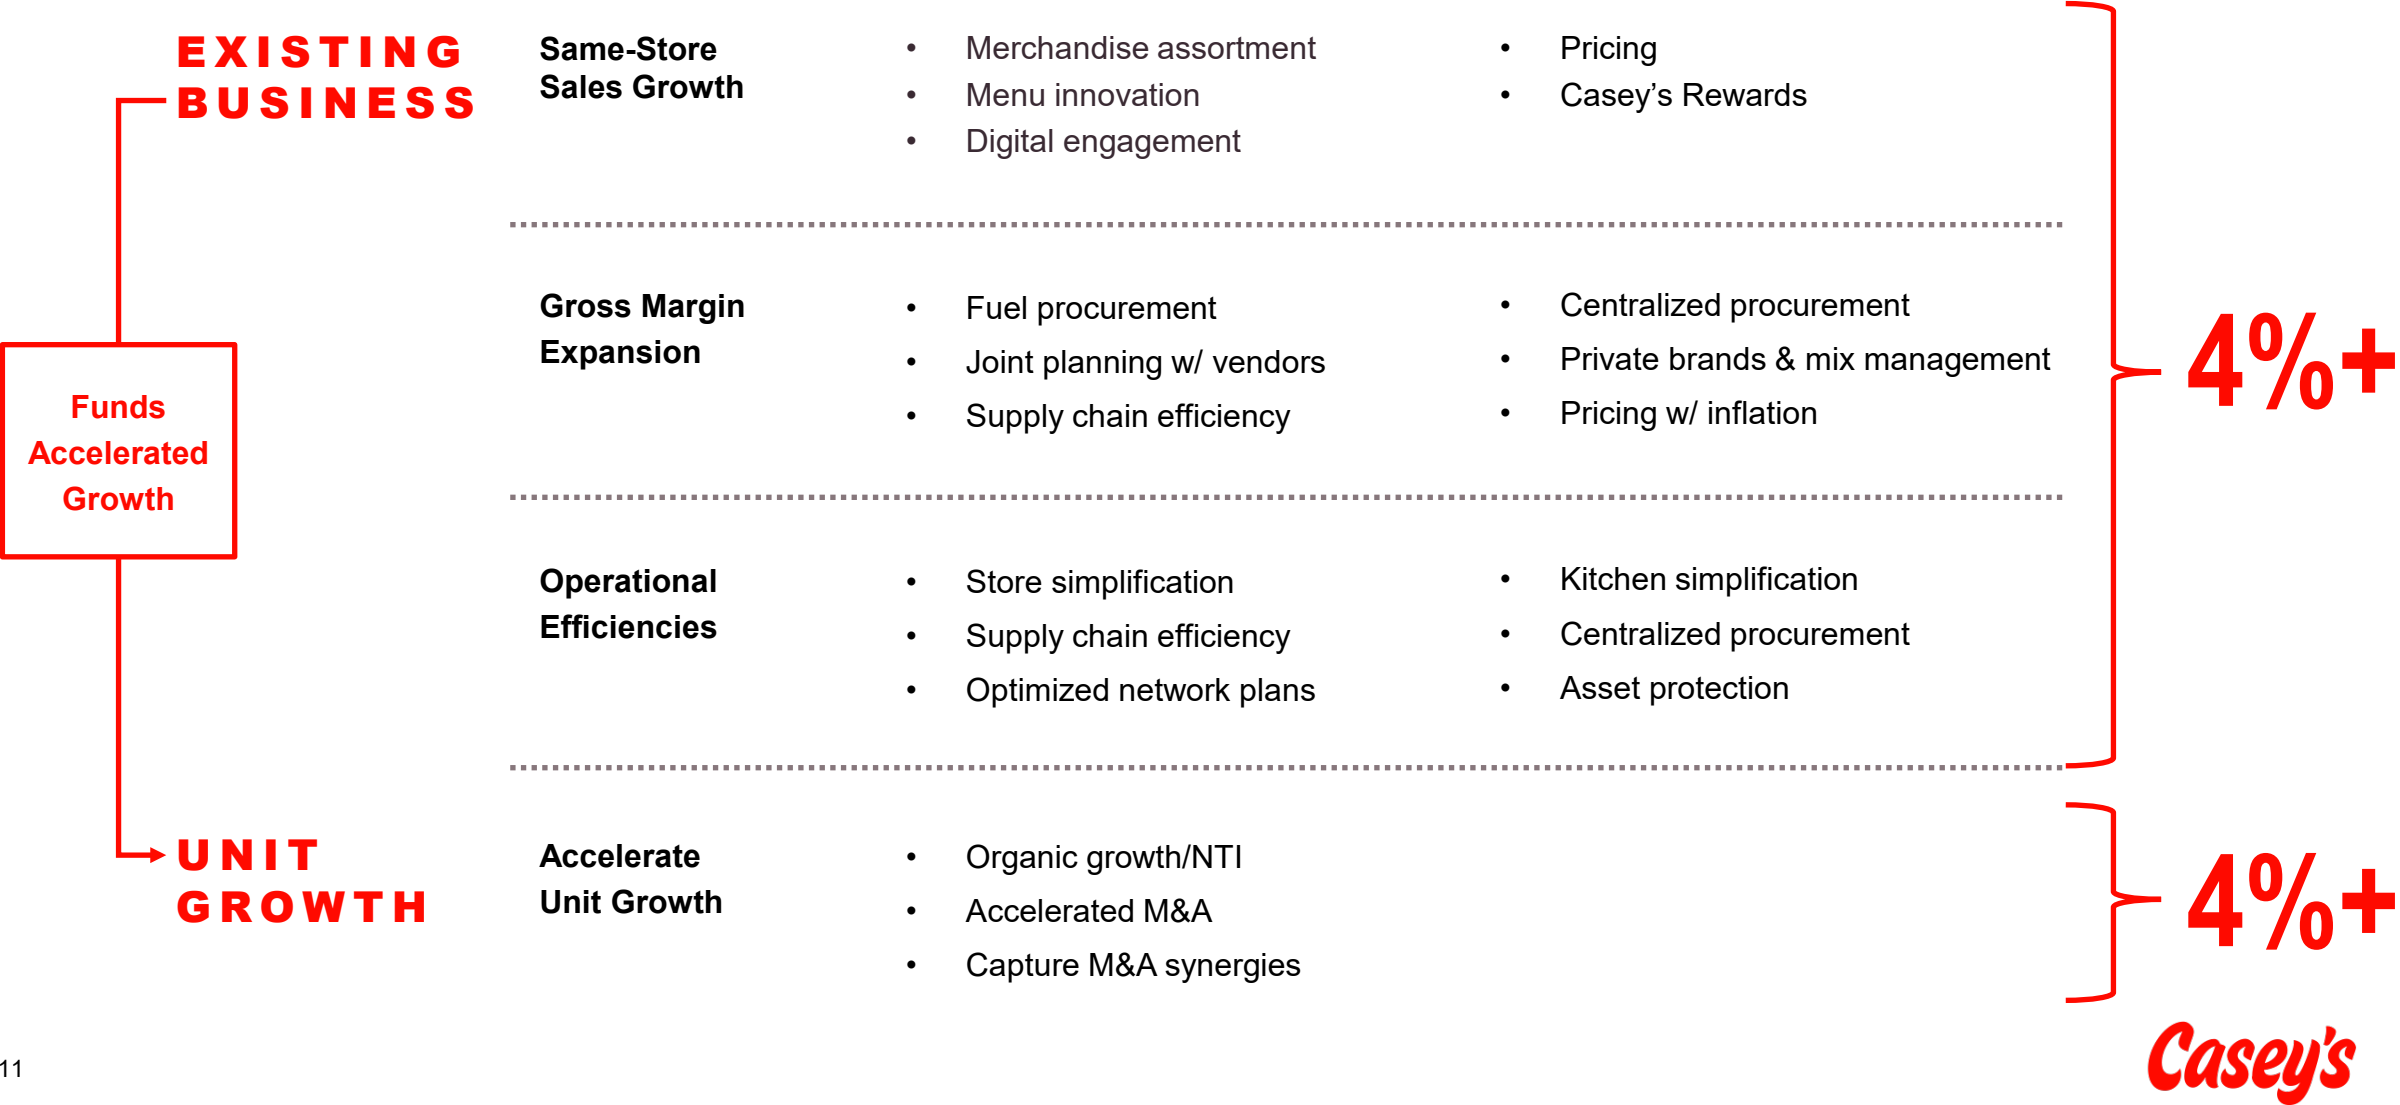 EXISTING
BUSINESS
Same-Store
Sales Growth
• Merchandise assortment
• Menu innovation
• Digital engagement
• Pricing
• Casey’s Rewards
Gross Margin
Expansion
• Fuel procurement
• Joint planning w/ vendors
• Supply chain efficiency
• Centralized procurement
• Private brands & mix management
• Pricing w/ inflation
4%+
Funds
Accelerated
Growth
Operational
Efficiencies
• Store simplification
• Supply chain efficiency
• Optimized network plans
• Kitchen simplification
• Centralized procurement
• Asset protection
UNIT
GROWTH
Accelerate
Unit Growth
• Organic growth/NTI
• Accelerated M&A
• Capture M&A synergies
4%+
Casey's
11